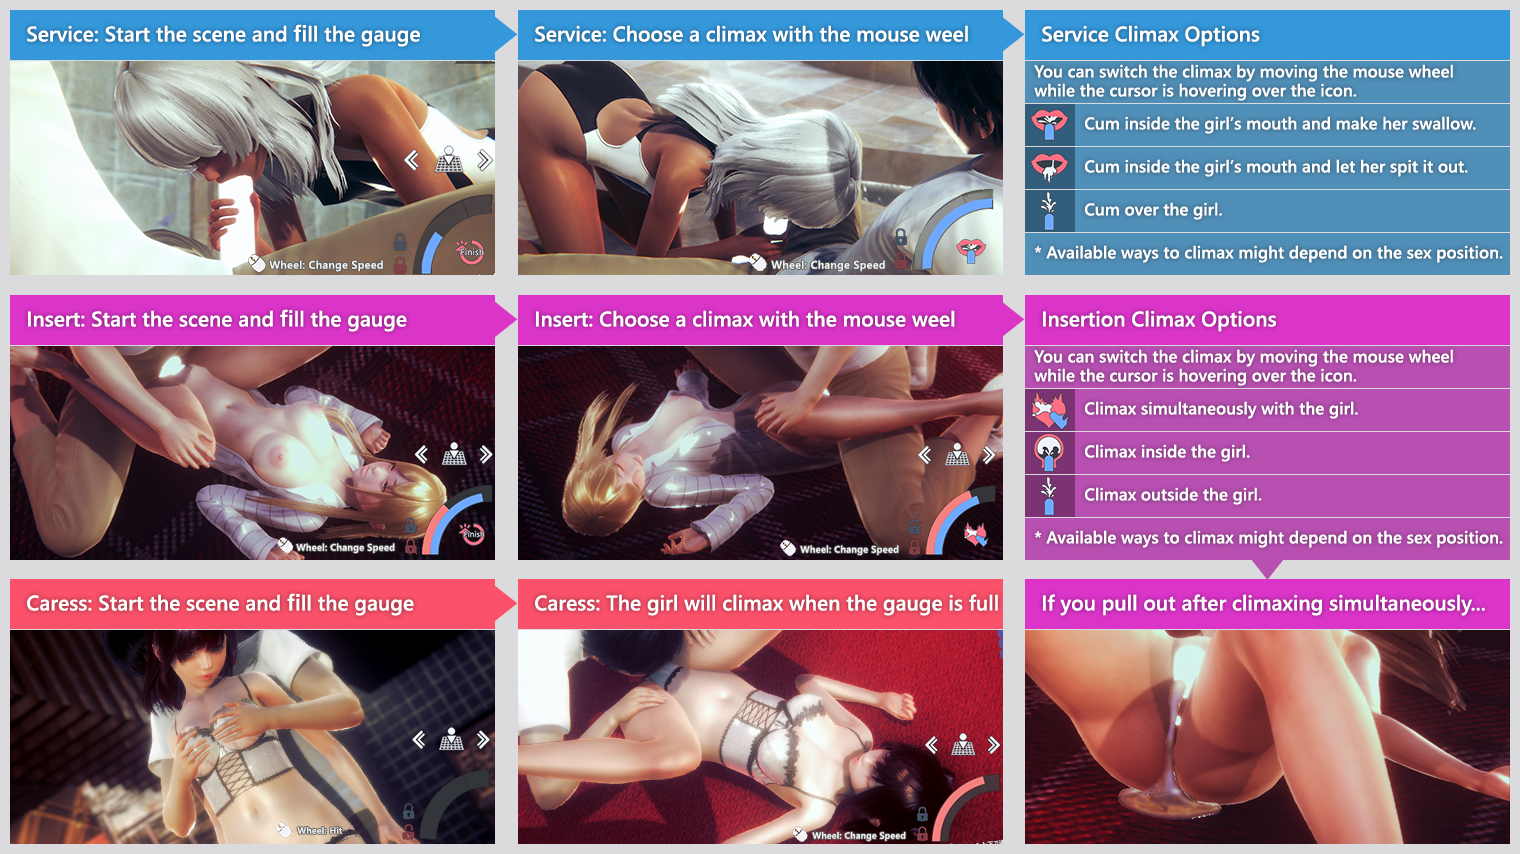 Service: Start the scene and fill the gauge
Wheel: Change Speed
Finish
Service: Choose a climax with the mouse weel
Wheel: Change Speed
Service Climax Options
You can switch the climax by moving the mouse wheel
while the cursor is hovering over the icon.
Cum inside the girl's mouth and make her swallow.
Cum inside the girl's mouth and let her spit it out.
Cum over the girl.
* Available ways to climax might depend on the sex position.
Insert: Start the scene and fill the gauge
Finish
Wheel: Change Speed
Insert: Choose a climax with the mouse weel
Wheel: Change Speed
Insertion Climax Options
You can switch the climax by moving the mouse wheel
while the cursor is hovering over the icon.
Climax simultaneously with the girl.
Climax inside the girl.
Climax outside the girl.
* Available ways to climax might depend on the sex position.
Caress: Start the scene and fill the gauge
Wheel: Hit
Caress: The girl will climax when the gauge is full
Wheel: Change Speed
If you pull out after climaxing simultaneously...